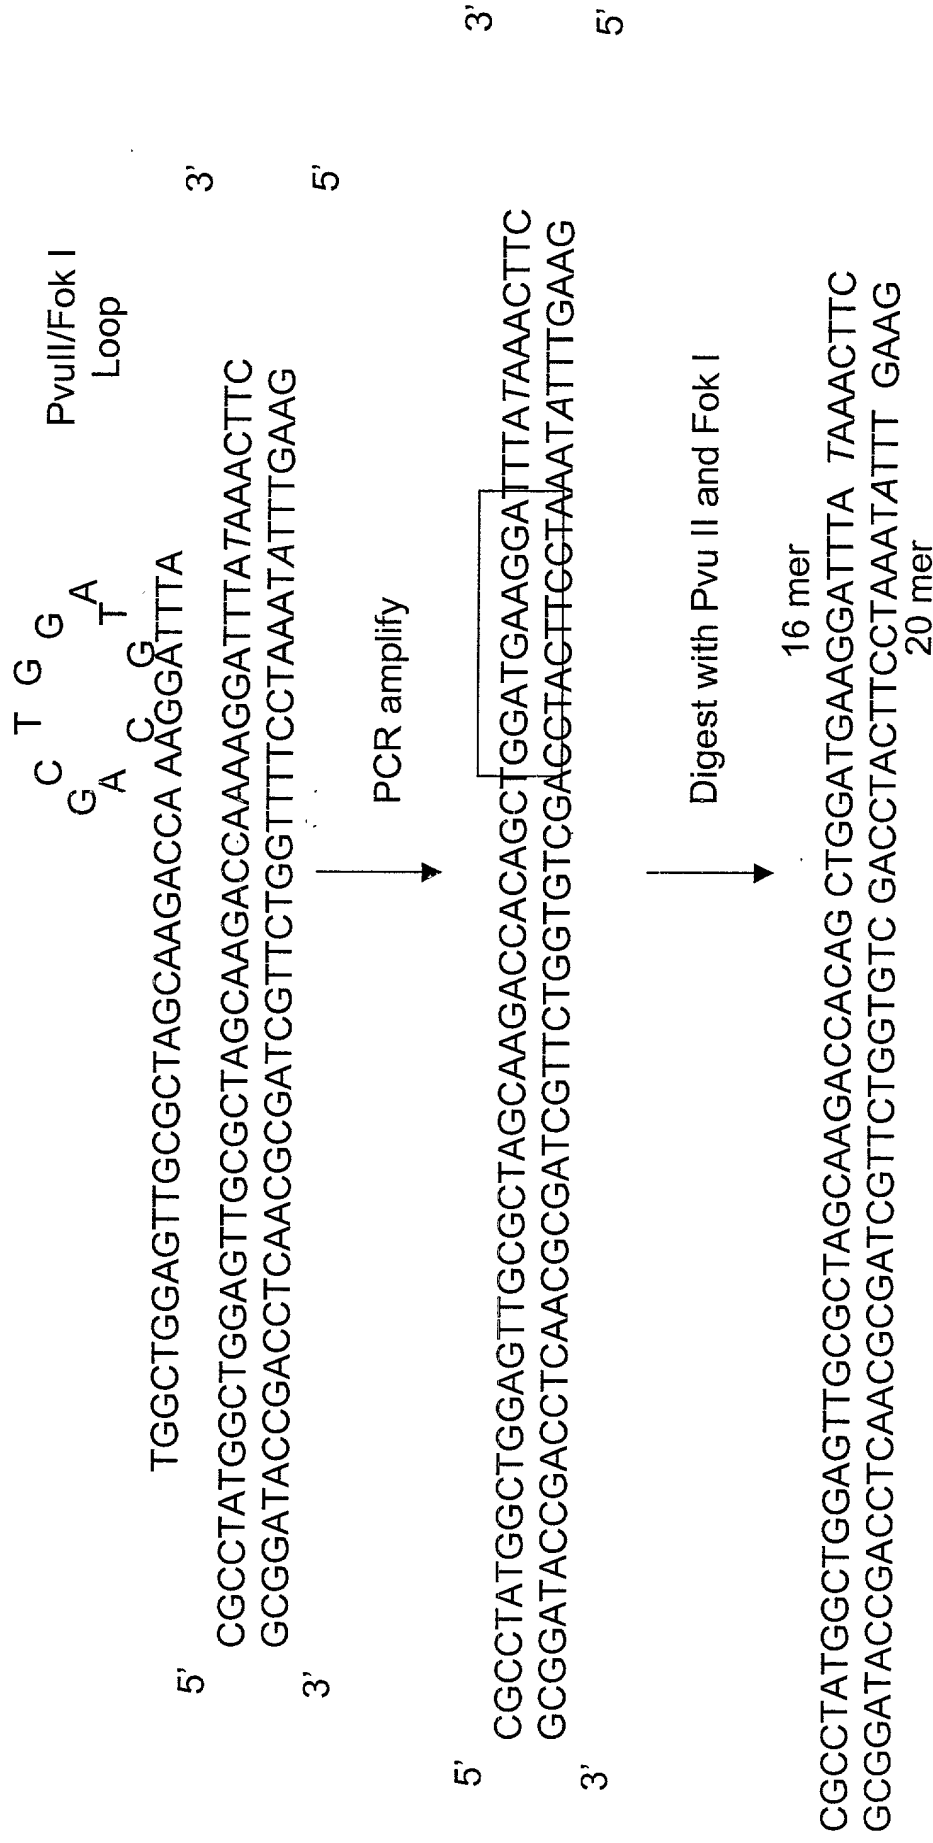 PvuII/Fok I
Loop
C A G C T G G A T G
TGGCTGGAGTTGCGCTAGCAAGACCA AAGGATTTA
5' 3'
CGCCTATGGCTGGAGTTGCGCTAGCAAGACCAAAAGGATTTATAAACTTC
GCGGATACCGACCTCAACGCGATCGTTCTGGTTTTCCTAAATATTTGAAG
3' 5'
PCR amplify
5' 3'
CGCCTATGGCTGGAGTTGCGCTAGCAAGACCACAGCTGGATGAAGGATTTATAAACTTC
GCGGATACCGACCTCAACGCGATCGTTCTGGTGTCGACCTACTTCCTAAATATTTGAAG
3' 5'
Digest with Pvu II and Fok I
16 mer
CGCCTATGGCTGGAGTTGCGCTAGCAAGACCACAG CTGGATGAAGGATTTA TAAACTTC
GCGGATACCGACCTCAACGCGATCGTTCTGGTGTC GACCTACTTCCTAAATATTT GAAG
20 mer